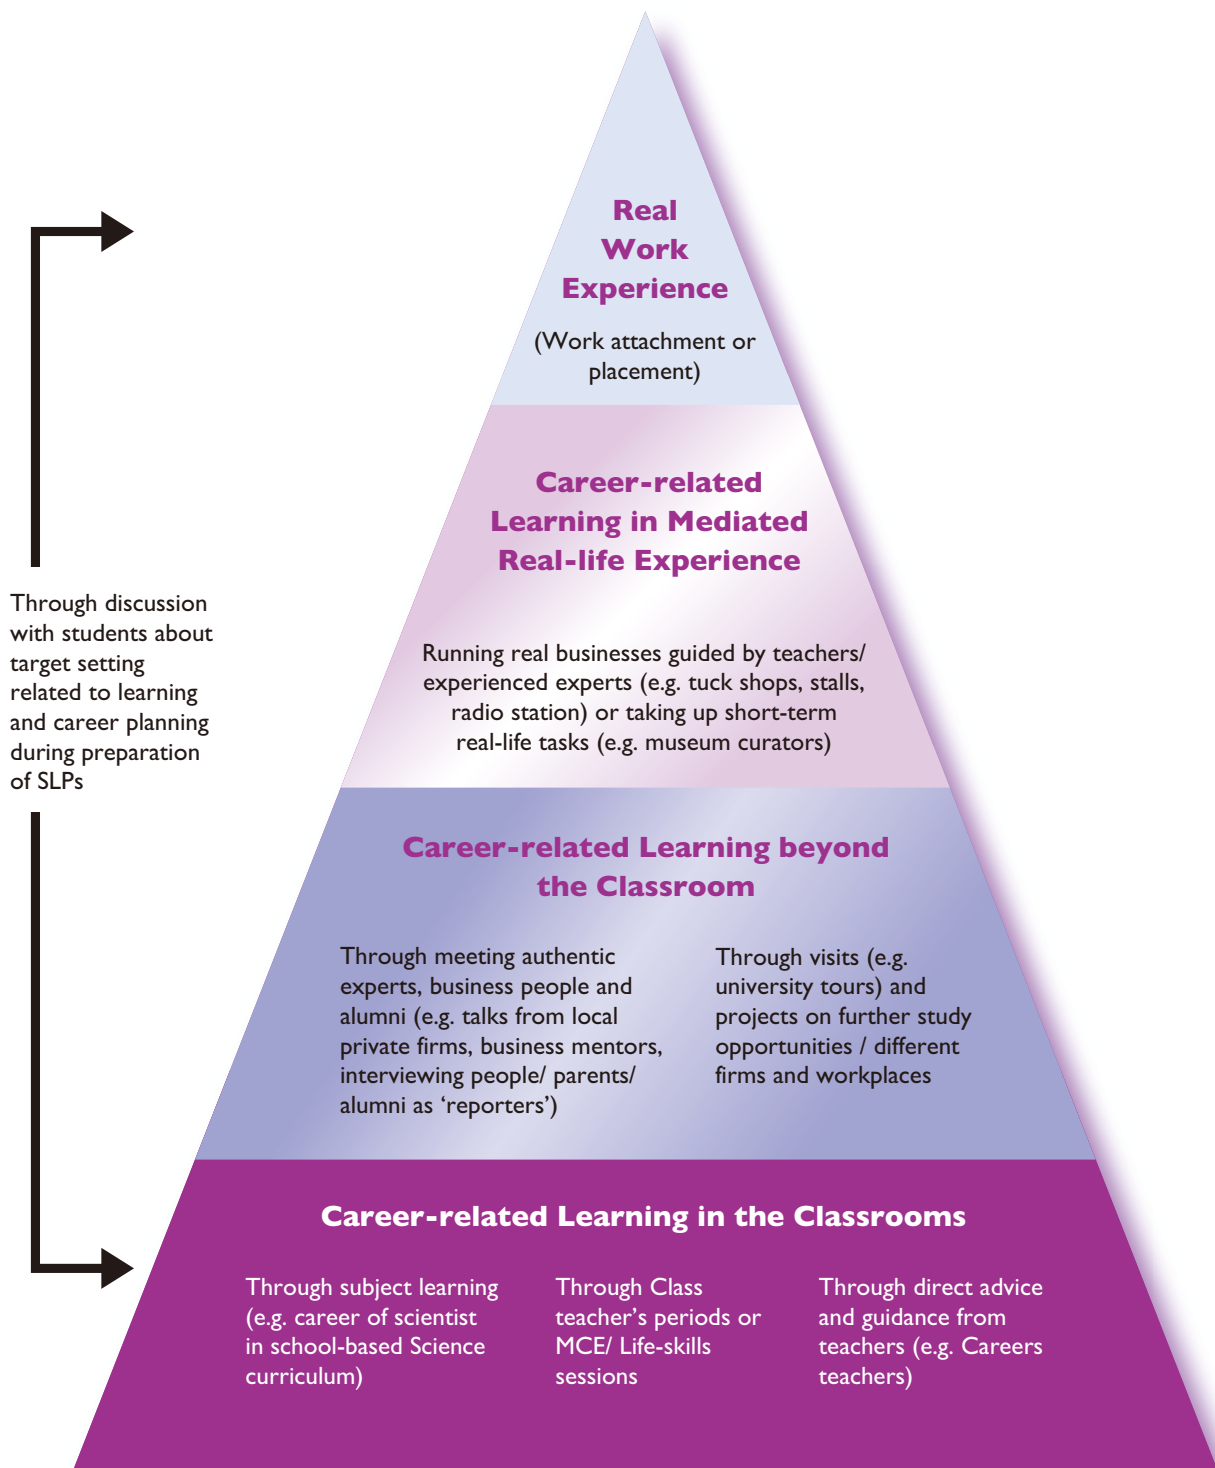 Real
Work
Experience
(Work attachment or
placement)
Career-related
Learning in Mediated
Real-life Experience
Running real businesses guided by teachers/
experienced experts (e.g. tuck shops, stalls,
radio station) or taking up short-term
real-life tasks (e.g. museum curators)
Through discussion
with students about
target setting
related to learning
and career planning
during preparation
of SLPs
Career-related Learning beyond
the Classroom
Through meeting authentic
experts, business people and
alumni (e.g. talks from local
private firms, business mentors,
interviewing people/ parents/
alumni as ‘reporters’)
Through visits (e.g.
university tours) and
projects on further study
opportunities / different
firms and workplaces
Career-related Learning in the Classrooms
Through subject learning
(e.g. career of scientist
in school-based Science
curriculum)
Through Class
teacher’s periods or
MCE/ Life-skills
sessions
Through direct advice
and guidance from
teachers (e.g. Careers
teachers)